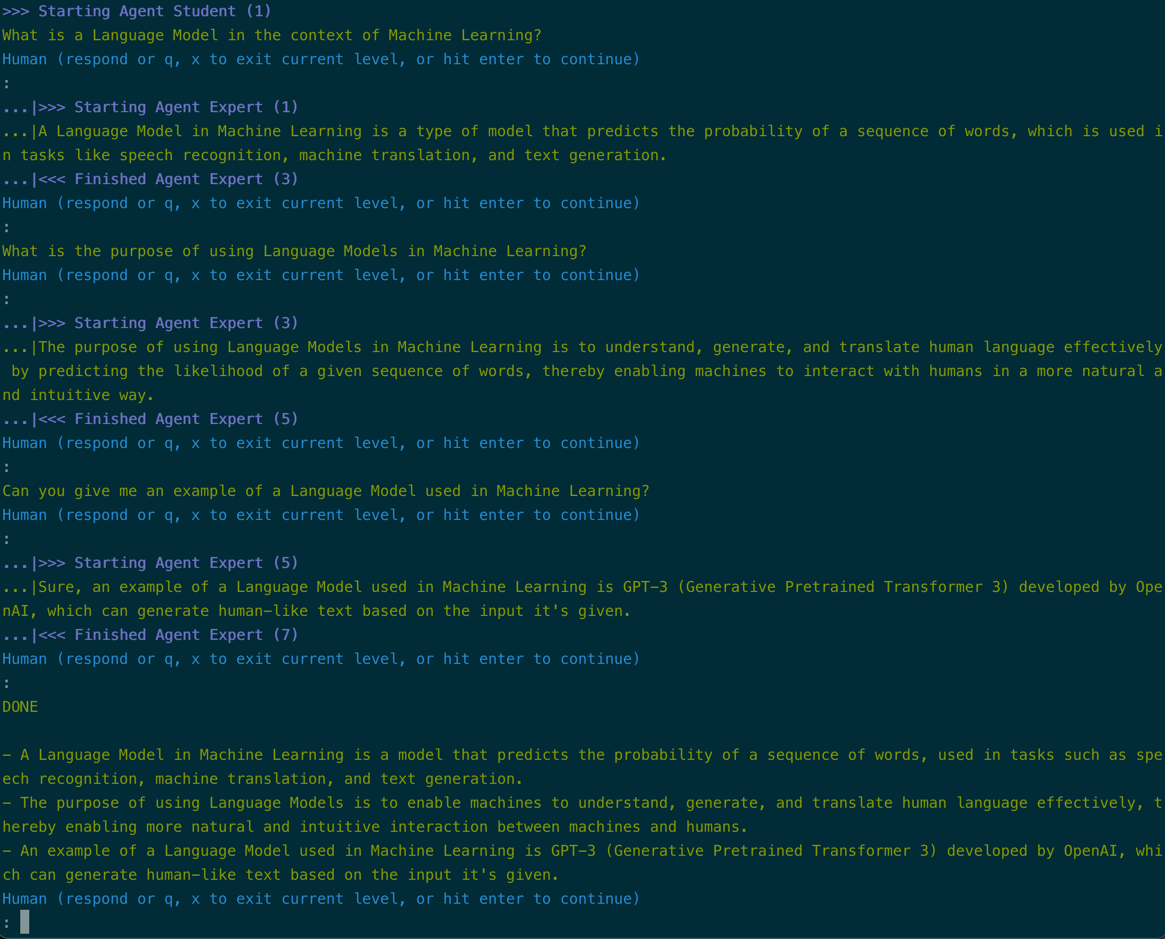 >>> Starting Agent Student (1)
What is a Language Model in the context of Machine Learning?
Human (respond or q, x to exit current level, or hit enter to continue)
:
...|>>> Starting Agent Expert (1)
...|A Language Model in Machine Learning is a type of model that predicts the probability of a sequence of words, which is used i
n tasks like speech recognition, machine translation, and text generation.
...|<<< Finished Agent Expert (3)
Human (respond or q, x to exit current level, or hit enter to continue)
:
What is the purpose of using Language Models in Machine Learning?
Human (respond or q, x to exit current level, or hit enter to continue)
:
...|>>> Starting Agent Expert (3)
...|The purpose of using Language Models in Machine Learning is to understand, generate, and translate human language effectively
 by predicting the likelihood of a given sequence of words, thereby enabling machines to interact with humans in a more natural a
nd intuitive way.
...|<<< Finished Agent Expert (5)
Human (respond or q, x to exit current level, or hit enter to continue)
:
Can you give me an example of a Language Model used in Machine Learning?
Human (respond or q, x to exit current level, or hit enter to continue)
:
...|>>> Starting Agent Expert (5)
...|Sure, an example of a Language Model used in Machine Learning is GPT-3 (Generative Pretrained Transformer 3) developed by Ope
nAI, which can generate human-like text based on the input it's given.
...|<<< Finished Agent Expert (7)
Human (respond or q, x to exit current level, or hit enter to continue)
:
DONE

- A Language Model in Machine Learning is a model that predicts the probability of a sequence of words, used in tasks such as spe
ech recognition, machine translation, and text generation.
- The purpose of using Language Models is to enable machines to understand, generate, and translate human language effectively, t
hereby enabling more natural and intuitive interaction between machines and humans.
- An example of a Language Model used in Machine Learning is GPT-3 (Generative Pretrained Transformer 3) developed by OpenAI, whi
ch can generate human-like text based on the input it's given.
Human (respond or q, x to exit current level, or hit enter to continue)
: